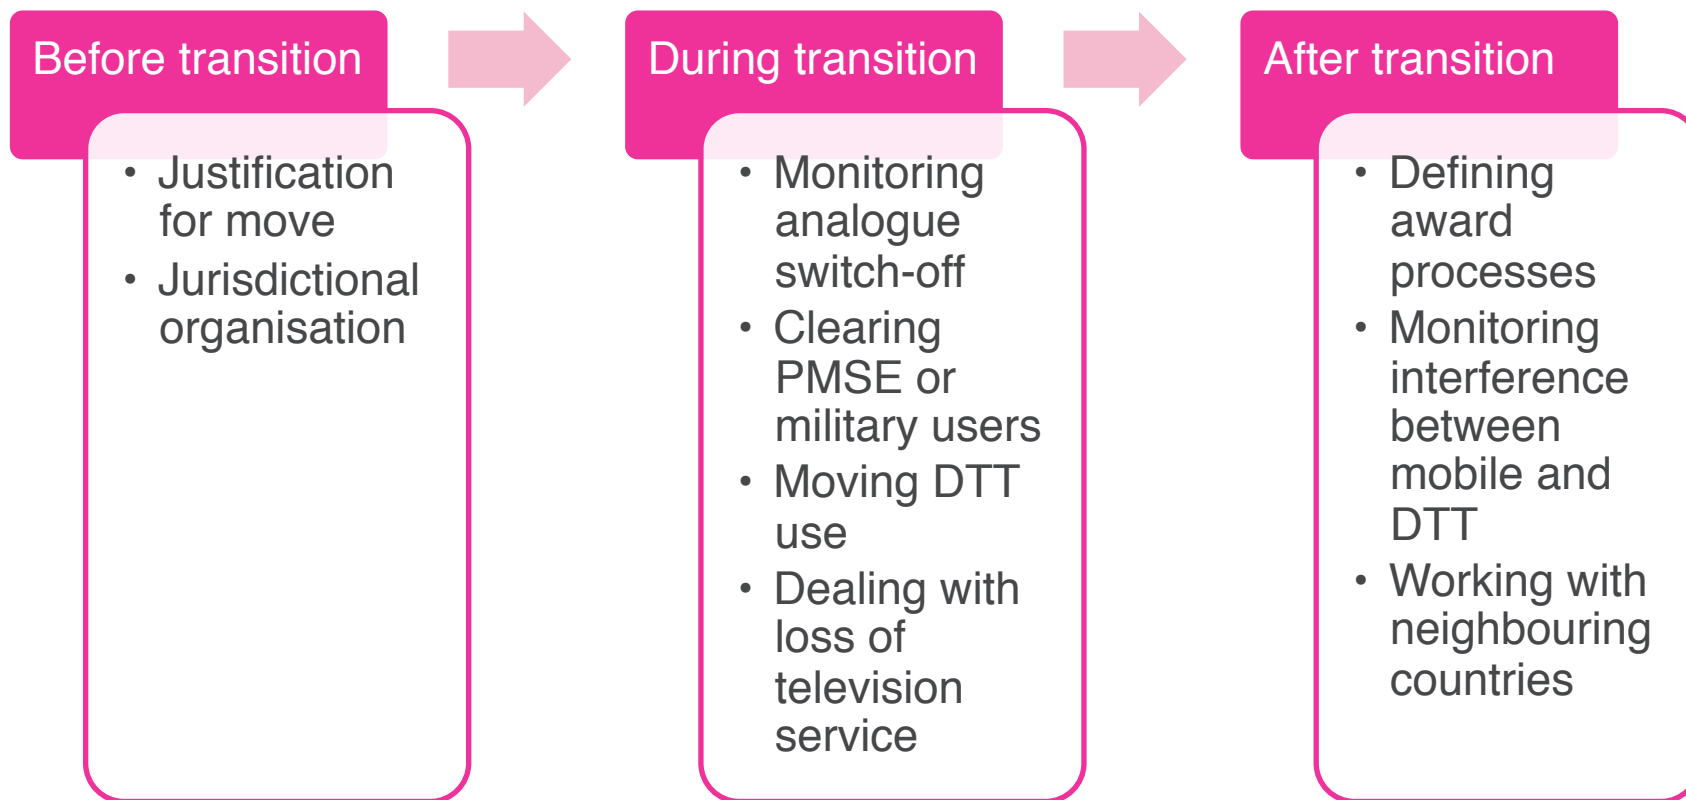 Before transition
• Justification
for move
• Jurisdictional
organisation
During transition
• Monitoring
analogue
switch-off
• Clearing
PMSE or
military users
• Moving DTT
use
• Dealing with
loss of
television
service
After transition
• Defining
award
processes
• Monitoring
interference
between
mobile and
DTT
• Working with
neighbouring
countries